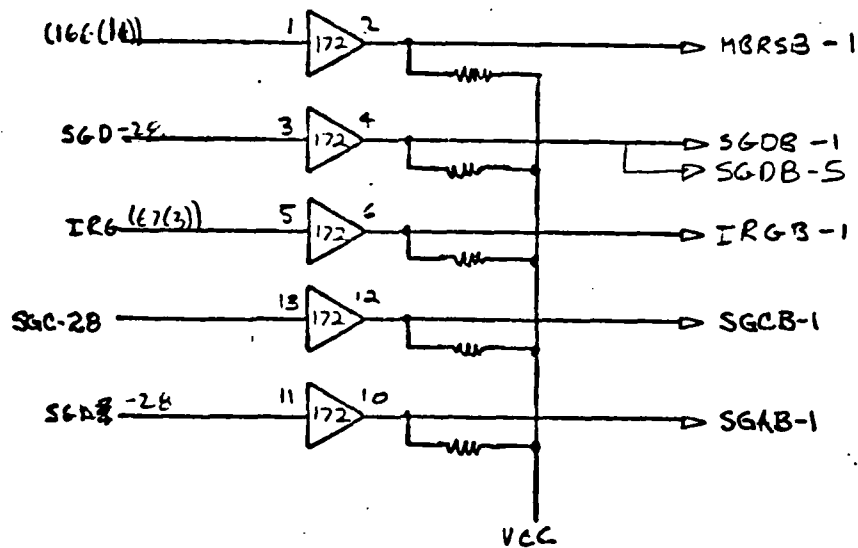 1 172 2 MBRSB-1
SGD-28 3 172 4 SGDB-1
SGDB-5
IRG 5 172 6 IRGB-1
SGC-28 13 172 12 SGCB-1
-28 11 172 10 SGAB-1
VCC